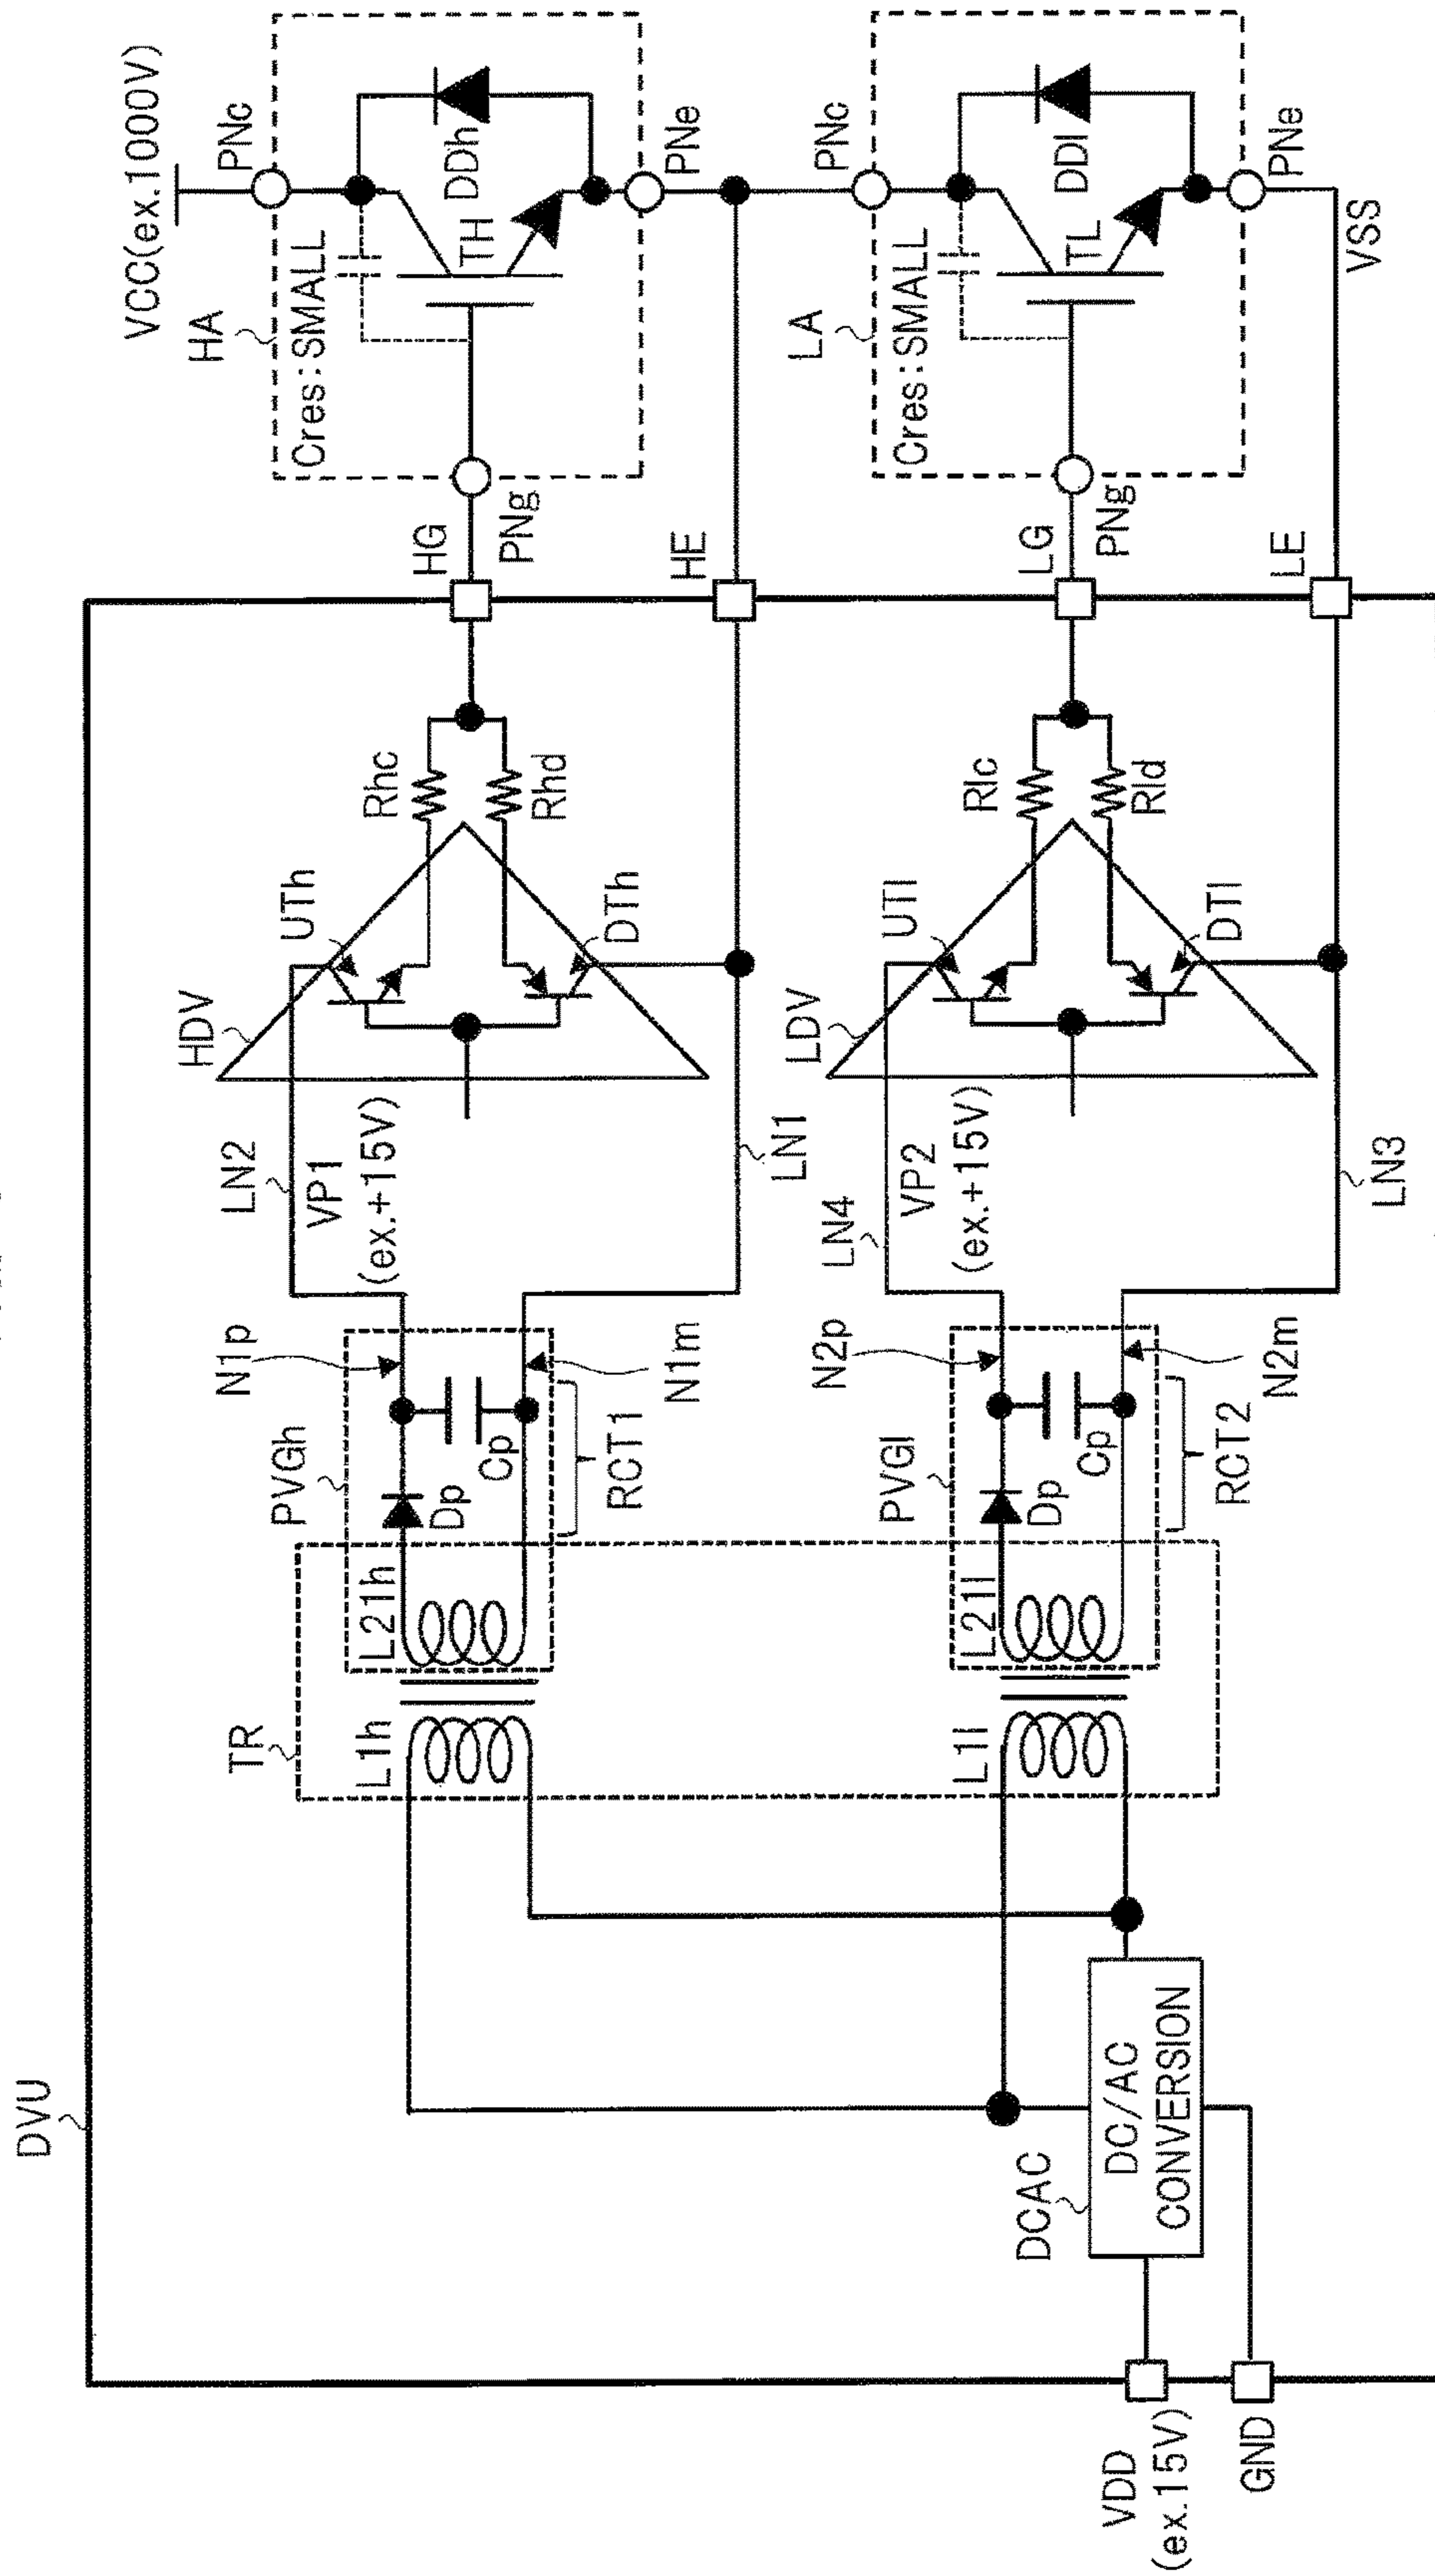 DVU
VDD
(ex.15V)
GND
DCAC
DC/AC
CONVERSION
TR
L1h
L1l
L21h
L21l
PVGh
Dp
Cp
RCT1
PVGl
Dp
Cp
RCT2
N1p
N1m
N2p
N2m
LN2
VP1
(ex.+15V)
LN1
LN4
VP2
(ex.+15V)
LN3
HDV
UTh
DTh
Rhc
Rhd
LDV
UTl
DTl
Rlc
Rld
HG
PNg
HE
LG
PNg
LE
VCC(ex.1000V)
HA
Cres:SMALL
PNc
TH
DDh
PNe
LA
Cres:SMALL
PNc
TL
DDl
PNe
VSS